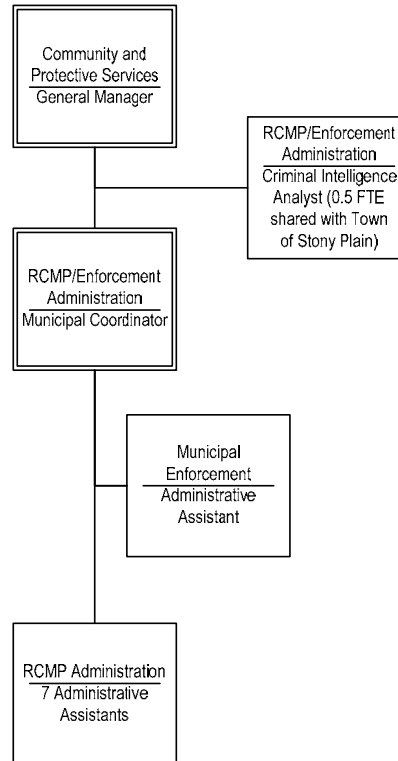 Community and
Protective Services
General Manager
RCMP/Enforcement
Administration
Criminal Intelligence
Analyst (0.5 FTE
shared with Town
of Stony Plain)
RCMP/Enforcement
Administration
Municipal Coordinator
Municipal
Enforcement
Administrative
Assistant
RCMP Administration
7 Administrative
Assistants